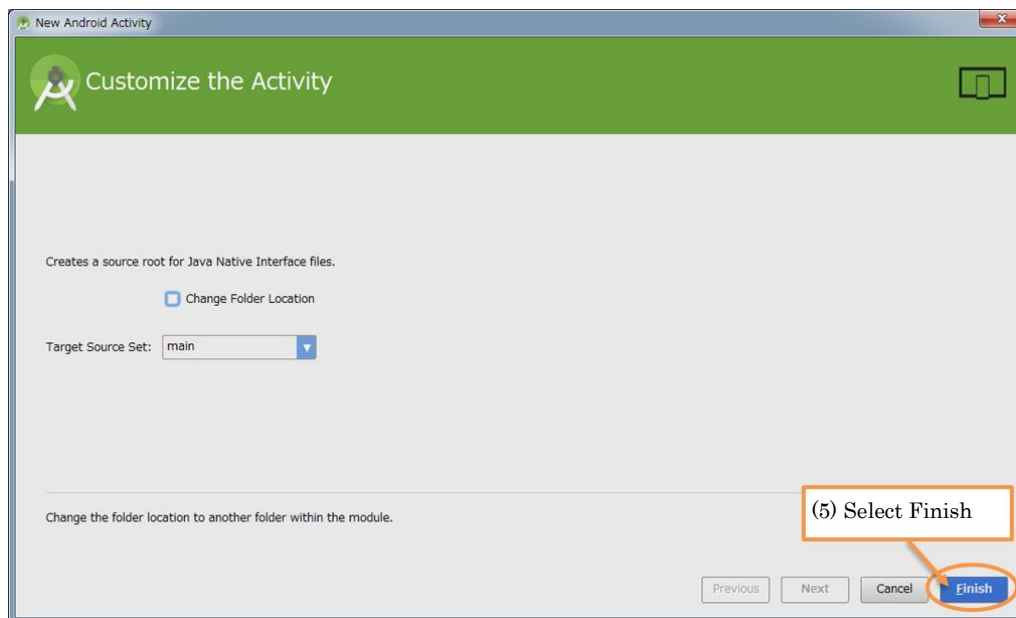 New Android Activity
Customize the Activity
Creates a source root for Java Native Interface files.
Change Folder Location
Target Source Set: main
Change the folder location to another folder within the module.
(5) Select Finish
Previous Next Cancel Finish